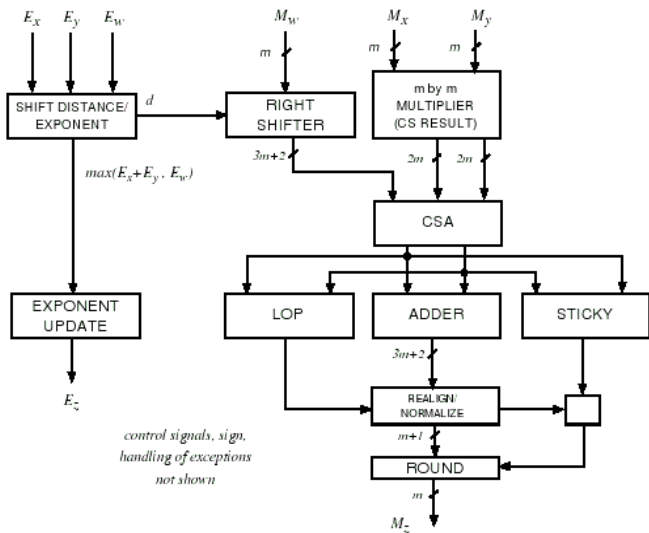 E_x E_y E_w M_w M_x M_y
m m m
SHIFT DISTANCE/
EXPONENT
d
RIGHT
SHIFTER
m by m
MULTIPLIER
(CS RESULT)
3m+2 2m 2m
max(E_x+E_y , E_w)
CSA
EXPONENT
UPDATE
LOP
ADDER
STICKY
3m+2
E_z
REALIGN/
NORMALIZE
control signals, sign,
handling of exceptions
not shown
m+1
ROUND
m
M_z